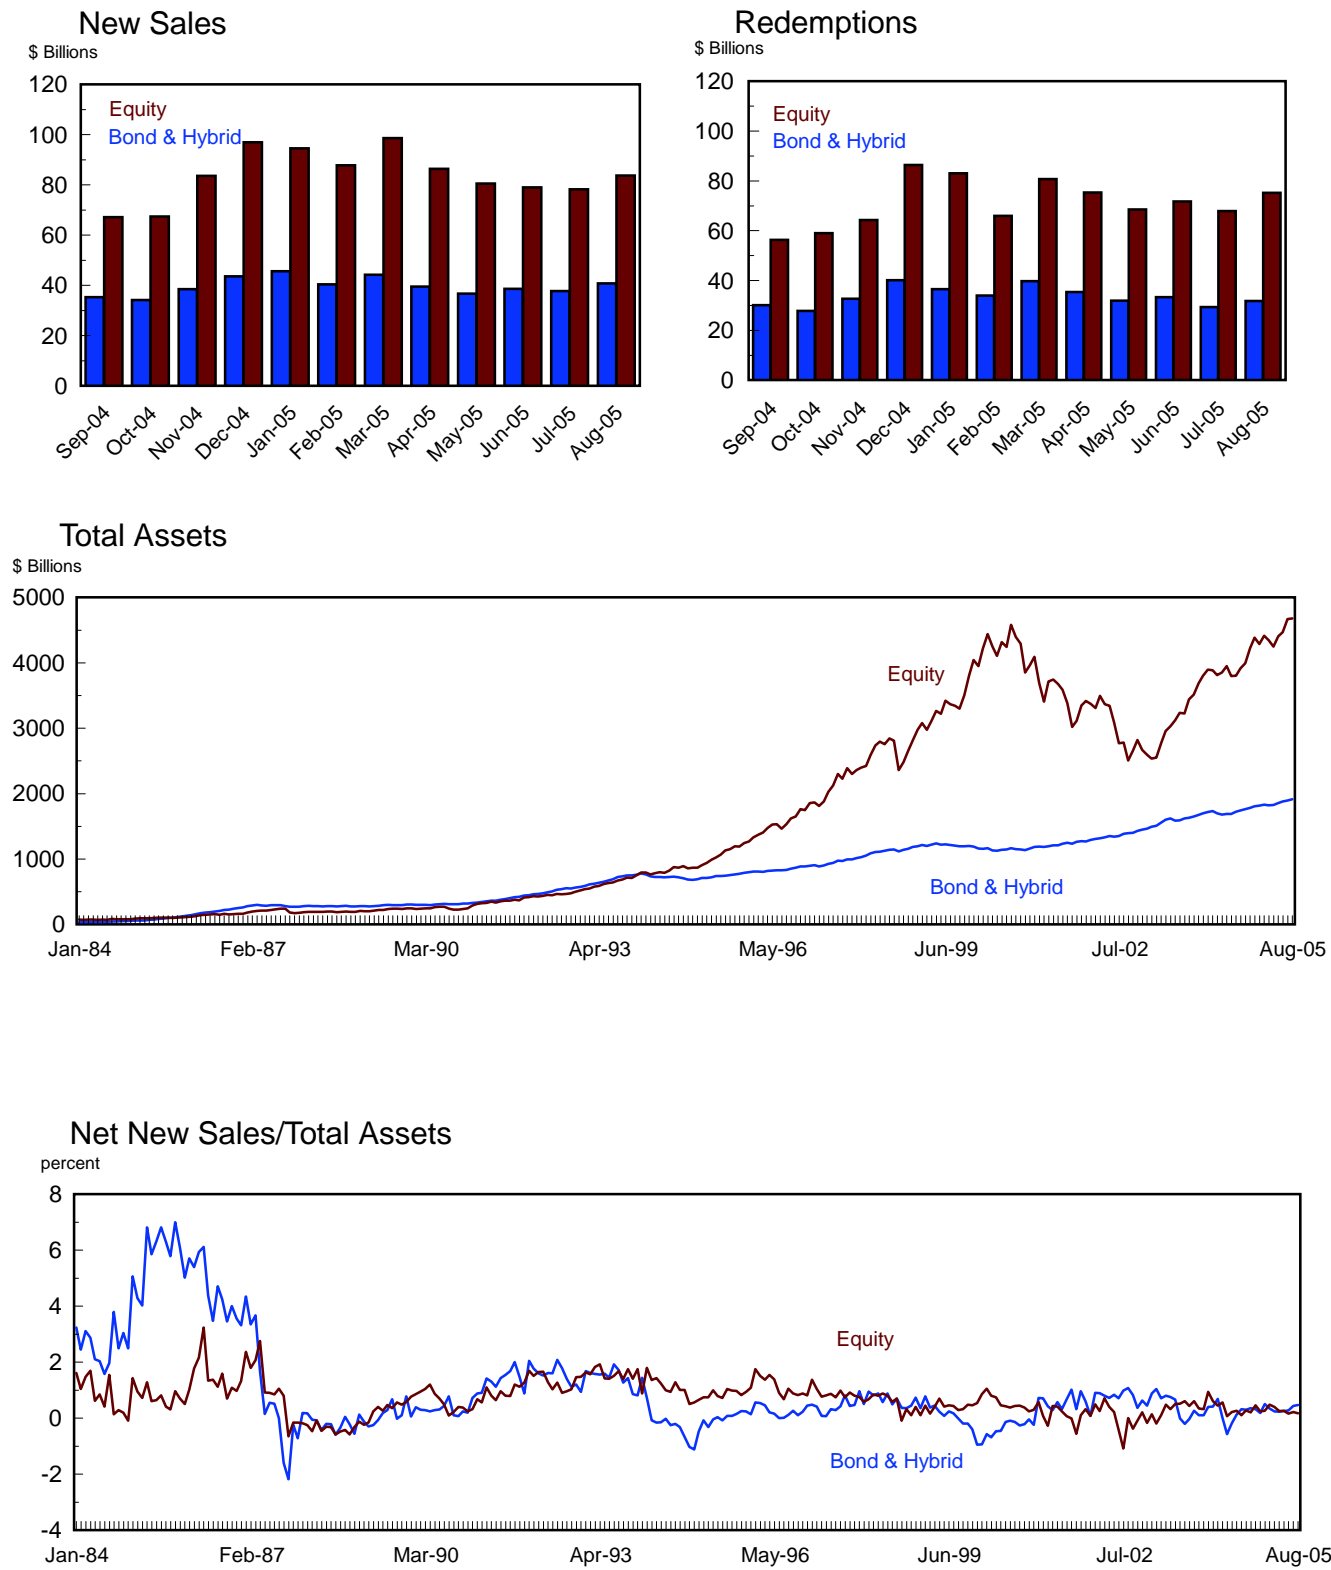 New Sales
$ Billions
120
100
80
60
40
20
0
Equity
Bond & Hybrid
Sep-04 Oct-04 Nov-04 Dec-04 Jan-05 Feb-05 Mar-05 Apr-05 May-05 Jun-05 Jul-05 Aug-05
Redemptions
$ Billions
120
100
80
60
40
20
0
Equity
Bond & Hybrid
Sep-04 Oct-04 Nov-04 Dec-04 Jan-05 Feb-05 Mar-05 Apr-05 May-05 Jun-05 Jul-05 Aug-05
Total Assets
$ Billions
5000
4000
3000
2000
1000
0
Equity
Bond & Hybrid
Jan-84 Feb-87 Mar-90 Apr-93 May-96 Jun-99 Jul-02 Aug-05
Net New Sales/Total Assets
percent
8
6
4
2
0
-2
-4
Equity
Bond & Hybrid
Jan-84 Feb-87 Mar-90 Apr-93 May-96 Jun-99 Jul-02 Aug-05